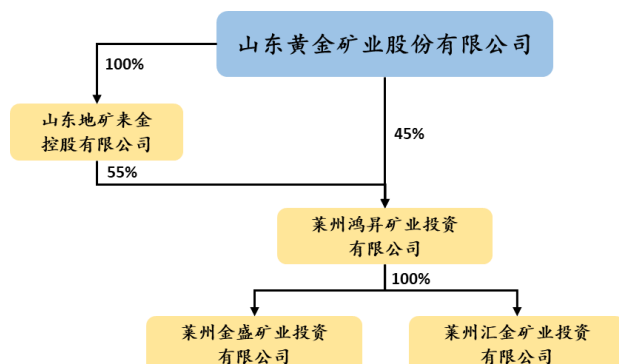 山东黄金矿业股份有限公司
100%
山东地矿来金
控股有限公司
45%
55%
莱州鸿昇矿业投资
有限公司
100%
莱州金盛矿业投资
有限公司
莱州汇金矿业投资
有限公司